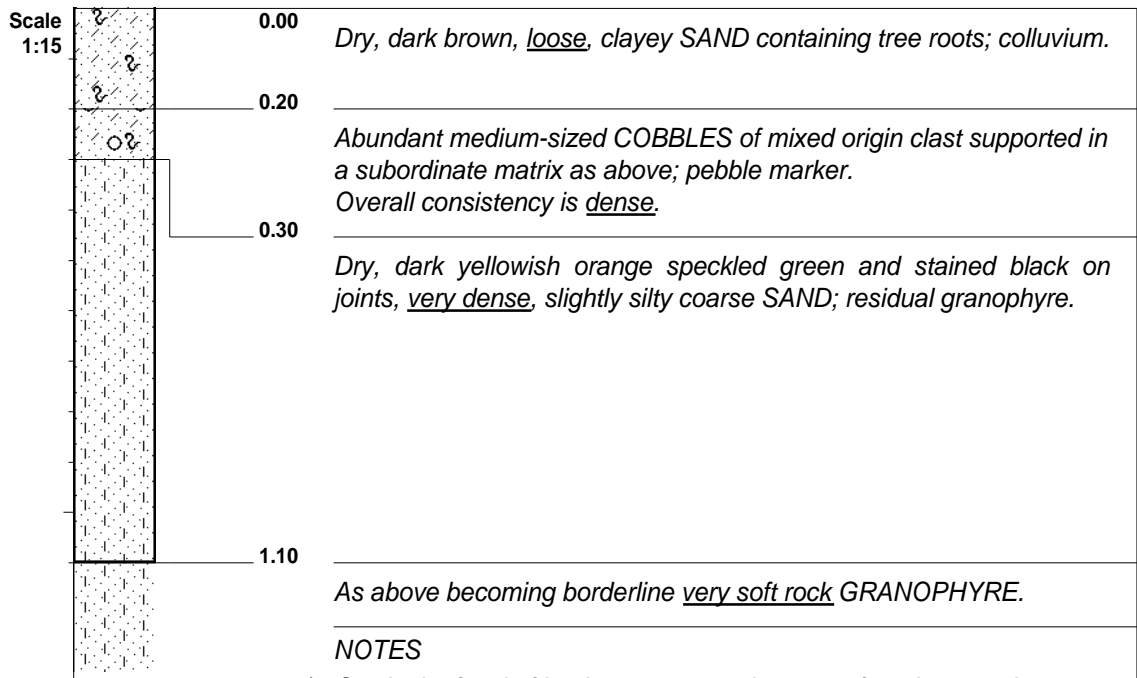 Scale
1:15
0.00
Dry, dark brown, loose, clayey SAND containing tree roots; colluvium.
0.20
Abundant medium-sized COBBLES of mixed origin clast supported in
a subordinate matrix as above; pebble marker.
Overall consistency is dense.
0.30
Dry, dark yellowish orange speckled green and stained black on
joints, very dense, slightly silty coarse SAND; residual granophyre.
1.10
As above becoming borderline very soft rock GRANOPHYRE.
NOTES